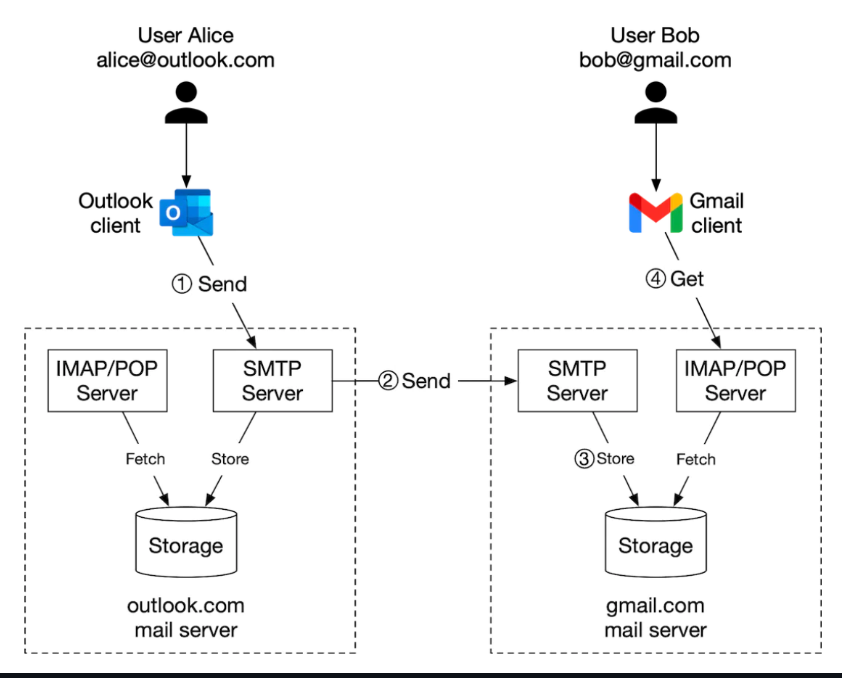 User Alice
alice@outlook.com
User Bob
bob@gmail.com
Outlook
client
O
Gmail
client
① Send
④ Get
IMAP/POP
Server
SMTP
Server
② Send
SMTP
Server
IMAP/POP
Server
Fetch
Store
③ Store
Fetch
Storage
Storage
outlook.com
mail server
gmail.com
mail server